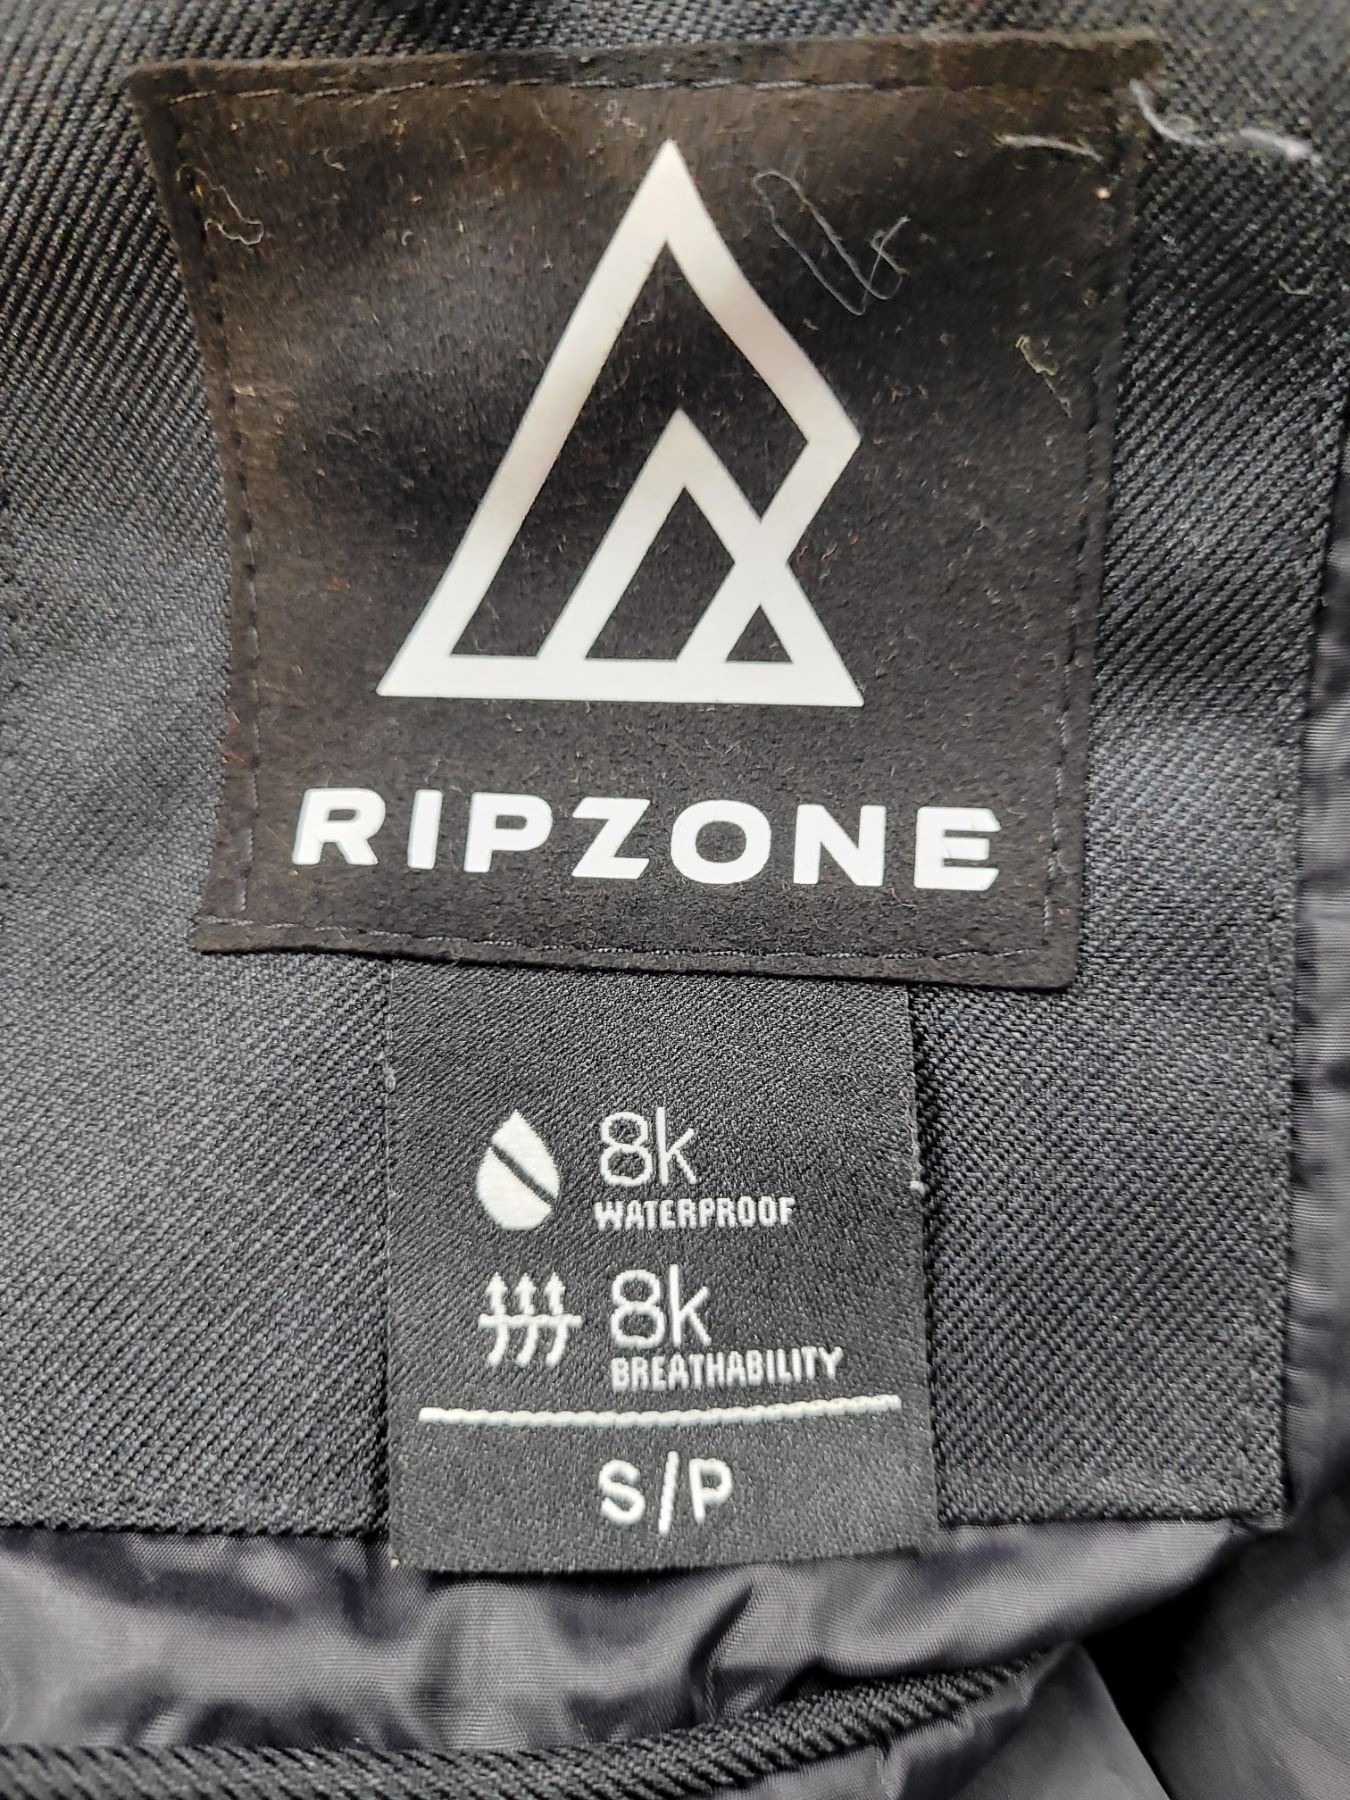 RIPZONE
8k
WATERPROOF
8k
BREATHABILITY
S/P